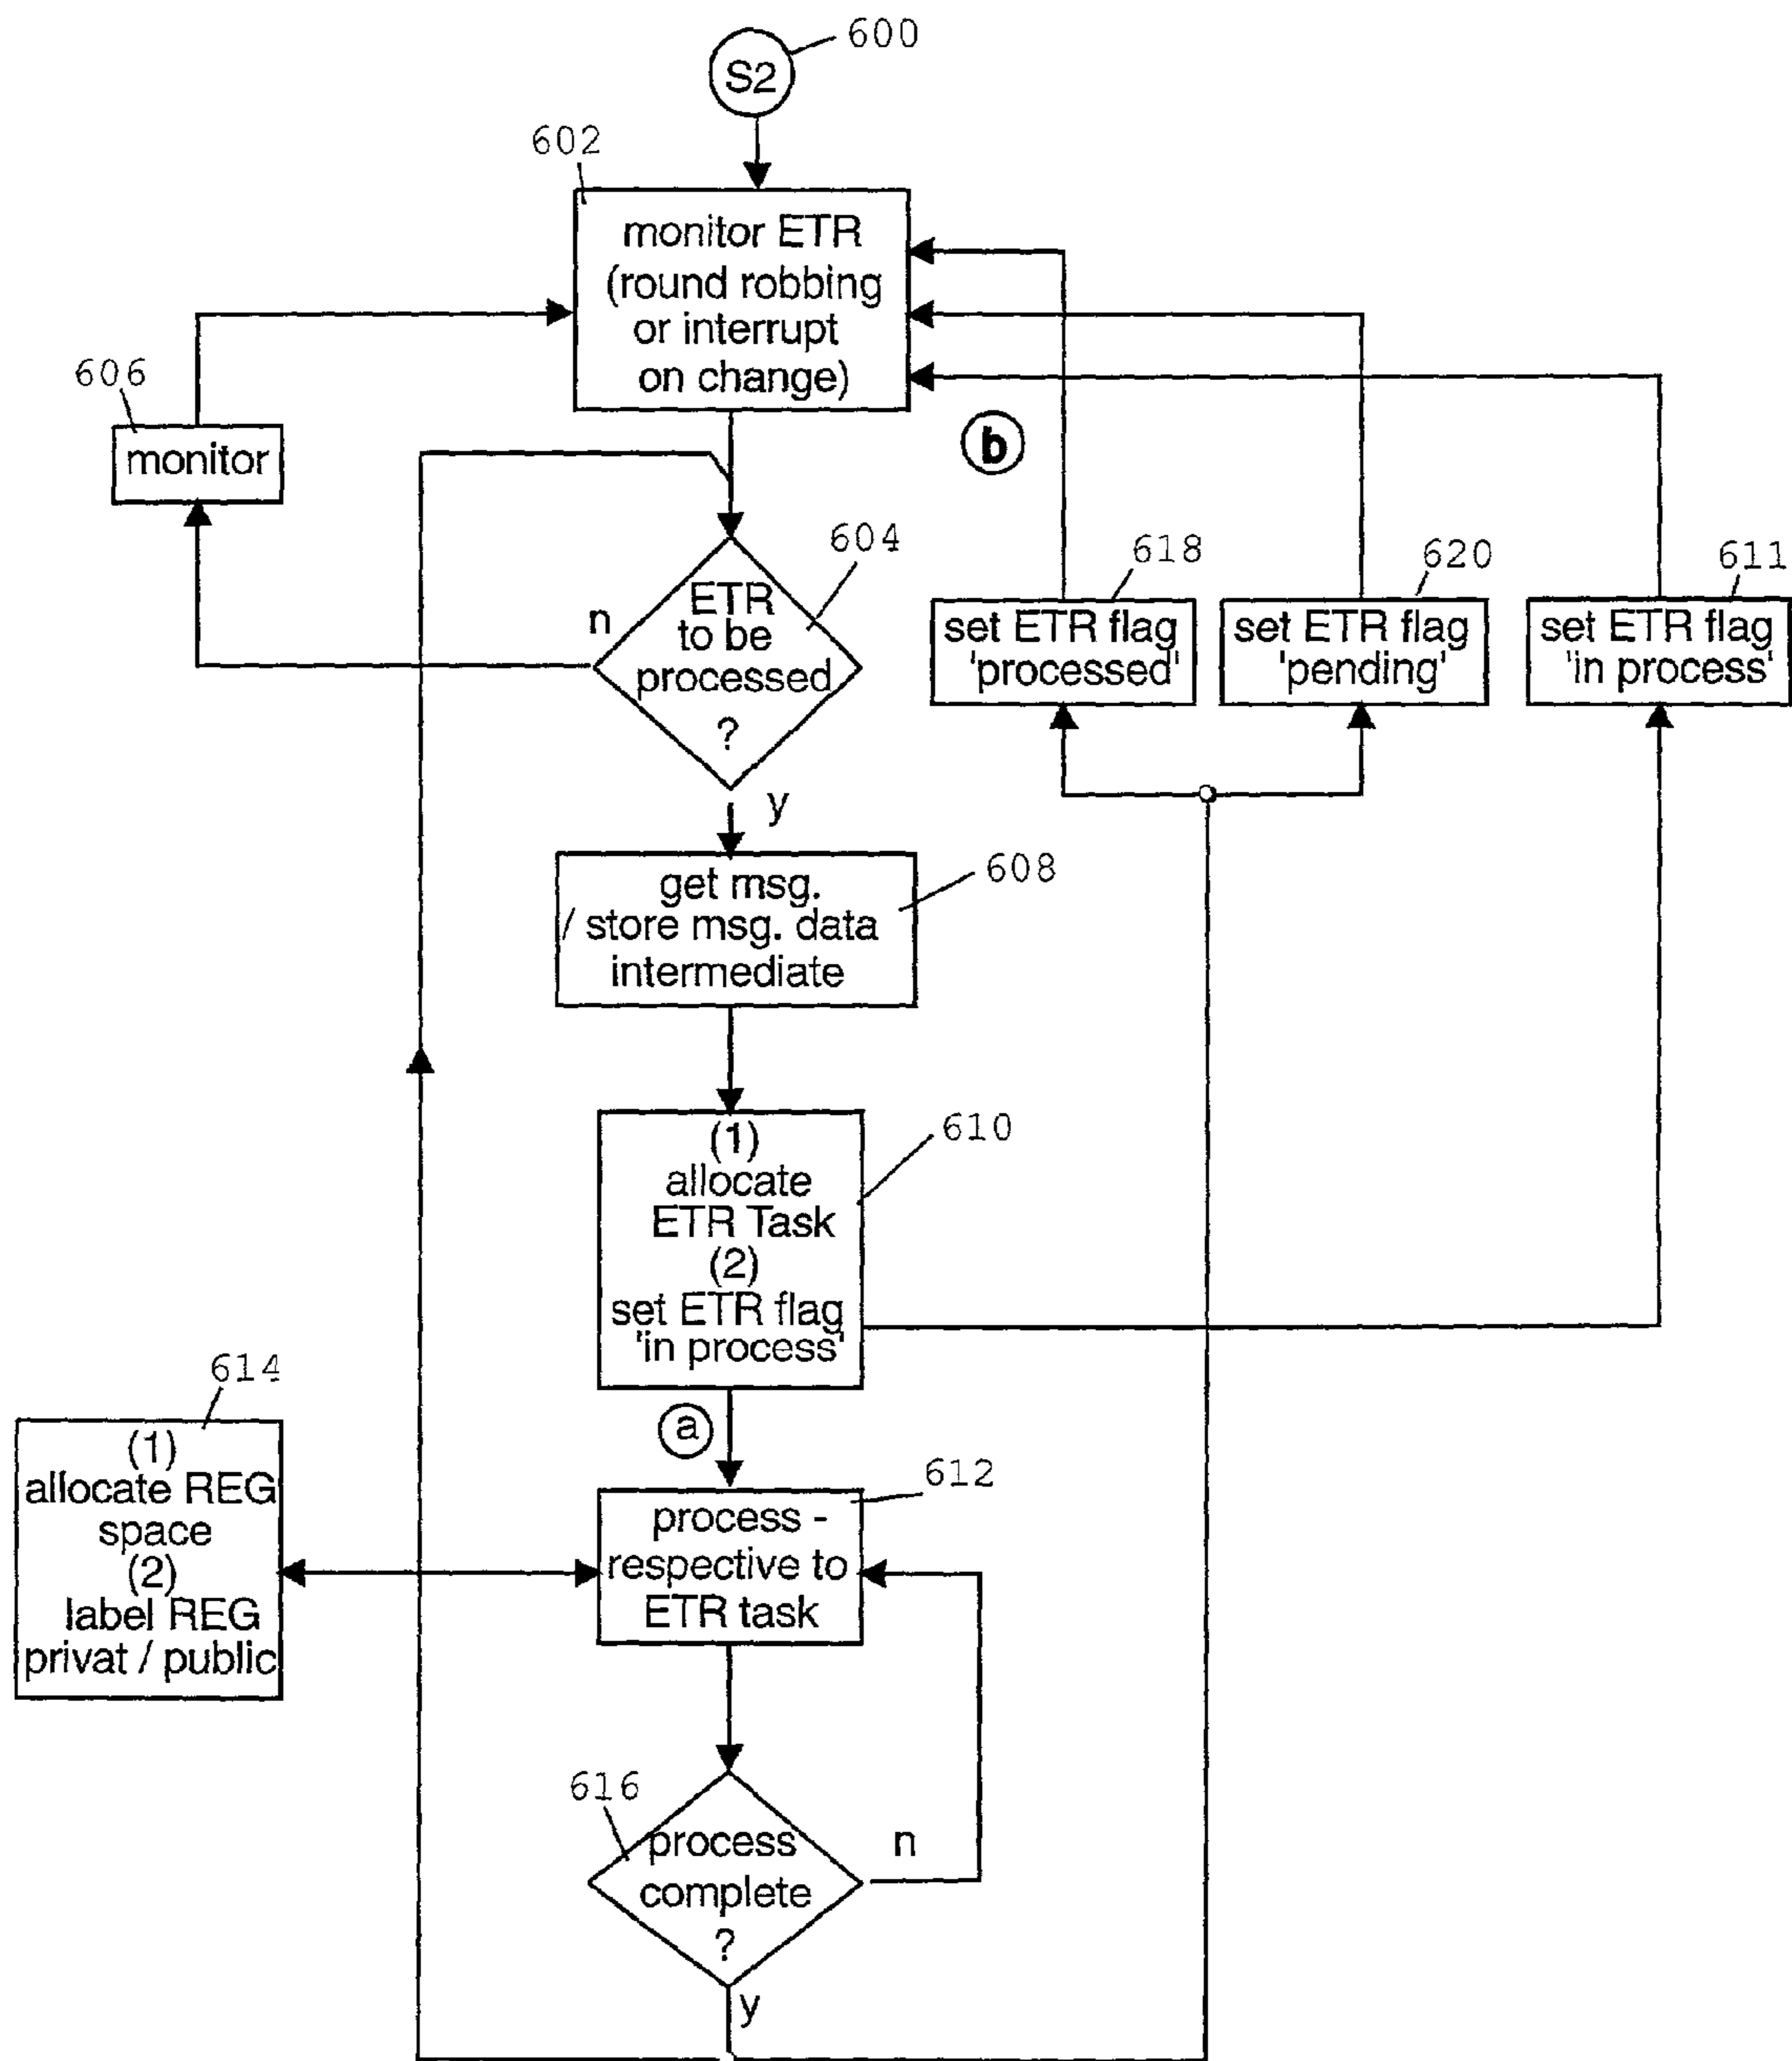 600
S2
602
monitor ETR
(round robbing
or interrupt
on change)
606
monitor
b
604
ETR
to be
processed
?
n
y
618
set ETR flag
'processed'
620
set ETR flag
'pending'
611
set ETR flag
'in process'
608
get msg.
/ store msg. data
intermediate
610
(1)
allocate
ETR Task
(2)
set ETR flag
'in process'
a
614
(1)
allocate REG
space
(2)
label REG
privat / public
612
process -
respective to
ETR task
616
process
complete
?
n
y